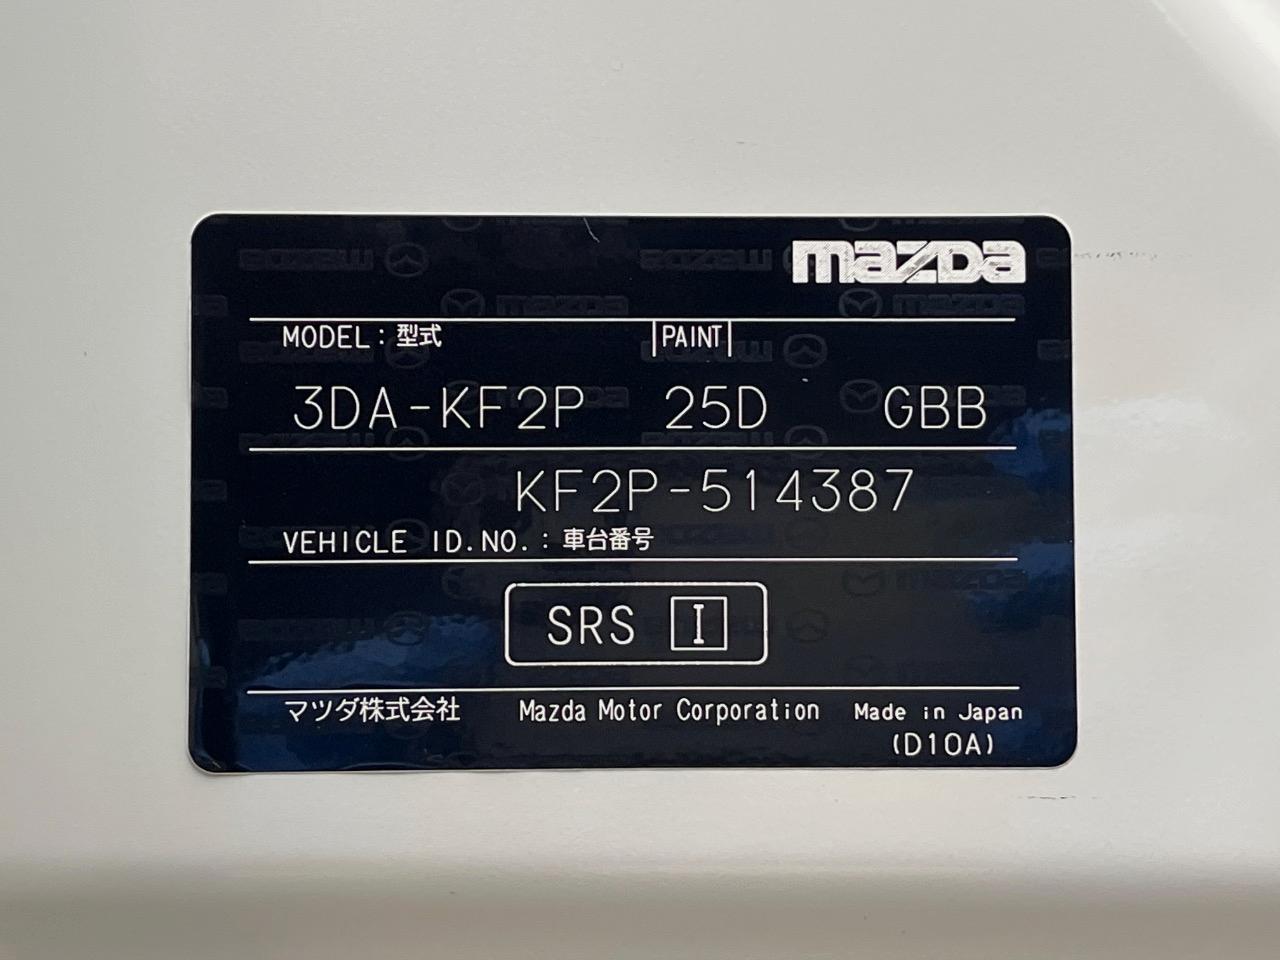 mazda
MODEL : 型式 PAINT
3DA-KF2P 25D GBB
KF2P-514387
VEHICLE ID.NO. : 車台番号
SRS I
マツダ株式会社 Mazda Motor Corporation Made in Japan
(D10A)